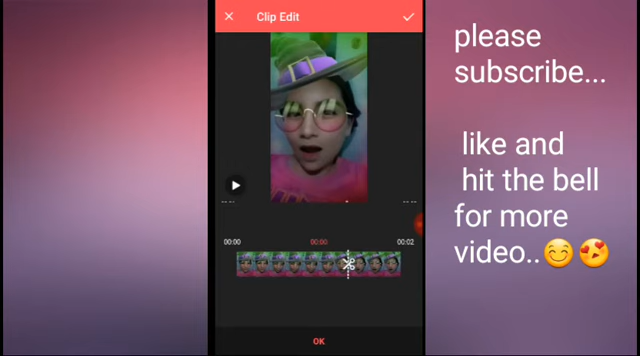 Clip Edit
00:00
00:00
00:02
OK
please
subscribe...
like and
hit the bell
for more
video..😊😍